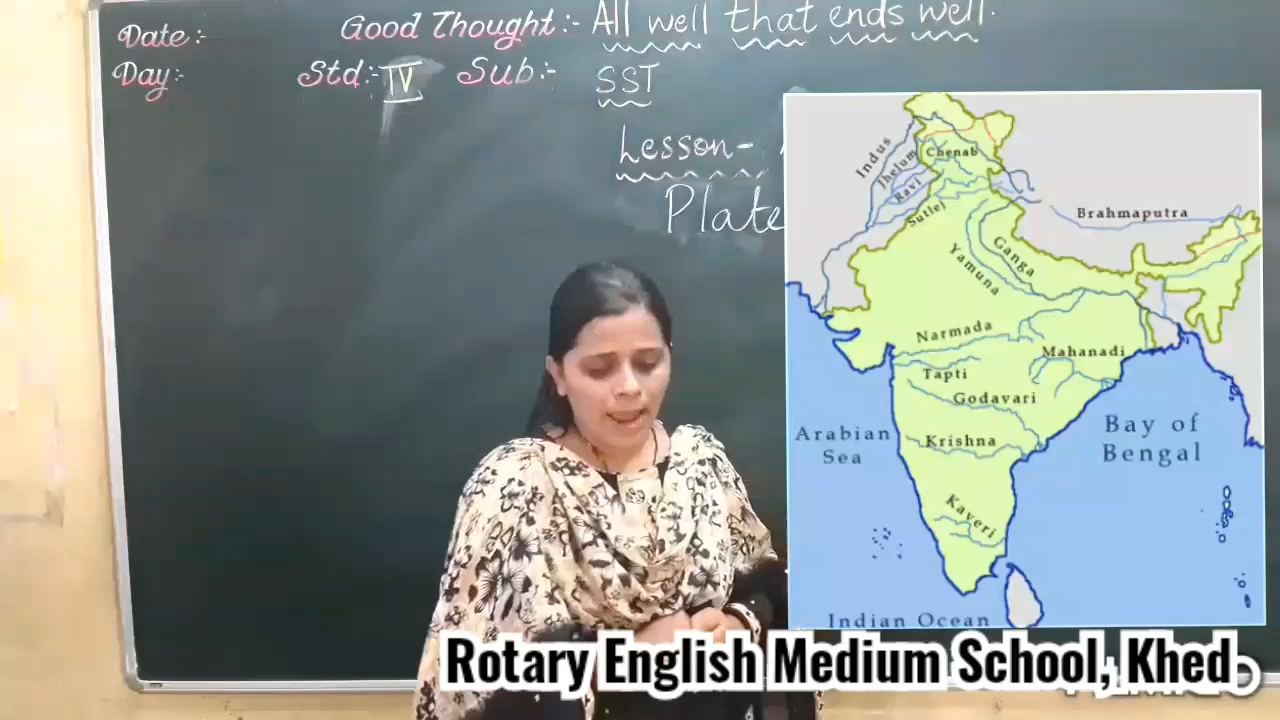 Date:-
Good Thought:- All well that ends well.
Day:-
Std:- IV
Sub:- SST
Lesson-
Plate
Indus
Jhelum
Chenab
Ravi
Sutlej
Brahmaputra
Ganga
Yamuna
Narmada
Mahanadi
Tapti
Godavari
Arabian
Sea
Krishna
Bay of
Bengal
Kaveri
Indian Ocean
Rotary English Medium School, Khed